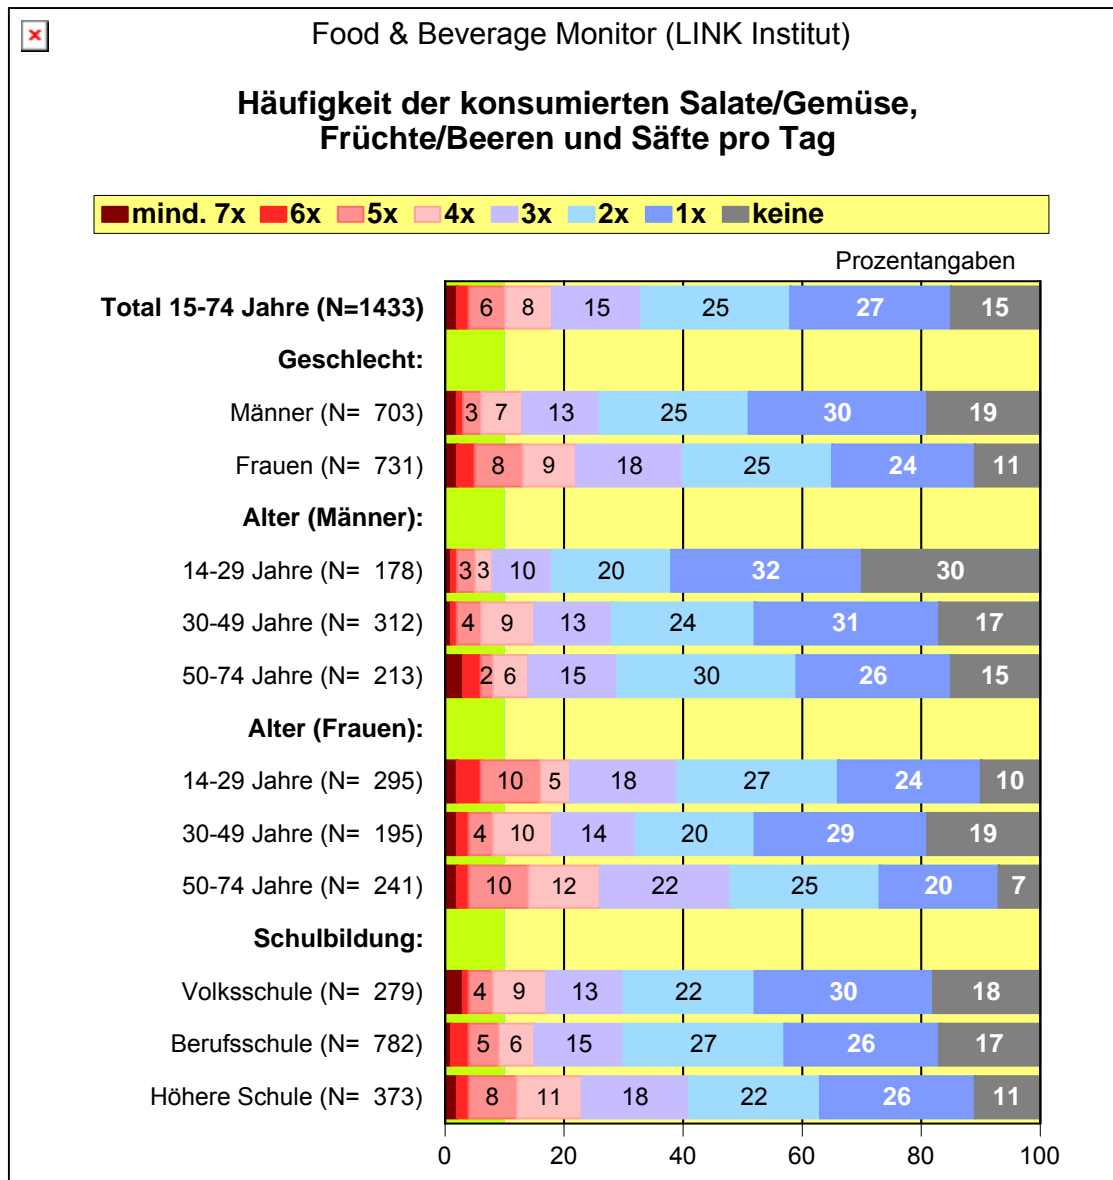 Food & Beverage Monitor (LINK Institut)
Häufigkeit der konsumierten Salate/Gemüse,
Früchte/Beeren und Säfte pro Tag
mind. 7x 6x 5x 4x 3x 2x 1x keine
Prozentangaben
Total 15-74 Jahre (N=1433) 6 8 15 25 27 15
Geschlecht:
Männer (N= 703) 3 7 13 25 30 19
Frauen (N= 731) 8 9 18 25 24 11
Alter (Männer):
14-29 Jahre (N= 178) 3 3 10 20 32 30
30-49 Jahre (N= 312) 4 9 13 24 31 17
50-74 Jahre (N= 213) 2 6 15 30 26 15
Alter (Frauen):
14-29 Jahre (N= 295) 10 5 18 27 24 10
30-49 Jahre (N= 195) 4 10 14 20 29 19
50-74 Jahre (N= 241) 10 12 22 25 20 7
Schulbildung:
Volksschule (N= 279) 4 9 13 22 30 18
Berufsschule (N= 782) 5 6 15 27 26 17
Höhere Schule (N= 373) 8 11 18 22 26 11
0 20 40 60 80 100